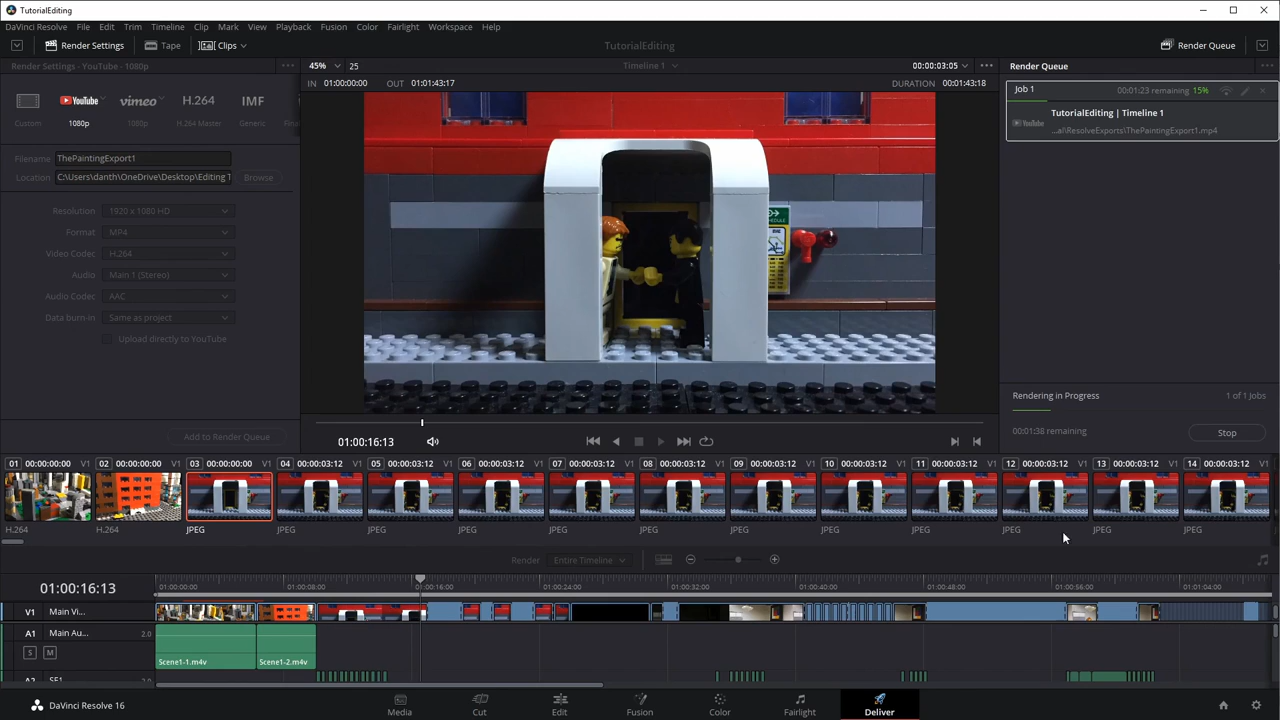 TutorialEditing
DaVinci Resolve File Edit Trim Timeline Clip Mark View Playback Fusion Color Fairlight Workspace Help
Render Settings Tape Clips TutorialEditing Render Queue
Render Settings - YouTube - 1080p
45% 25 Timeline 1 00:00:03:05
Render Queue
IN 01:00:00:00 OUT 01:01:43:17 DURATION 00:01:43:18
Job 1 00:01:23 remaining 15%
YouTube vimeo H.264 IMF
Custom 1080p 1080p H.264 Master Generic
TutorialEditing | Timeline 1
YouTube ...al\ResolveExports\ThePaintingExport1.mp4
Filename ThePaintingExport1
Location C:\Users\danth\OneDrive\Desktop\Editing T Browse
Resolution 1920 x 1080 HD
Format MP4
Video Codec H.264
Audio Main 1 (Stereo)
Audio Codec AAC
Data burn-in Same as project
Upload directly to YouTube
SCHEDULE
Rendering in Progress 1 of 1 Jobs
00:01:38 remaining Stop
Add to Render Queue
01:00:16:13
01 00:00:00:00 V1 02 00:00:00:00 V1 03 00:00:00:00 V1 04 00:00:03:12 V1 05 00:00:03:12 V1 06 00:00:03:12 V1 07 00:00:03:12 V1 08 00:00:03:12 V1 09 00:00:03:12 V1 10 00:00:03:12 V1 11 00:00:03:12 V1 12 00:00:03:12 V1 13 00:00:03:12 V1 14 00:00:03:12 V1
H.264 H.264 JPEG JPEG JPEG JPEG JPEG JPEG JPEG JPEG JPEG JPEG JPEG JPEG
Render Entire Timeline
01:00:16:13 01:00:00:00 01:00:08:00 01:00:16:00 01:00:24:00 01:00:32:00 01:00:40:00 01:00:48:00 01:00:56:00 01:01:04:00
V1 Main Vi...
A1 Main Au... 2.0
S M Scene1-1.m4v Scene1-2.m4v
A2 SF1 2.0
DaVinci Resolve 16 Media Cut Edit Fusion Color Fairlight Deliver